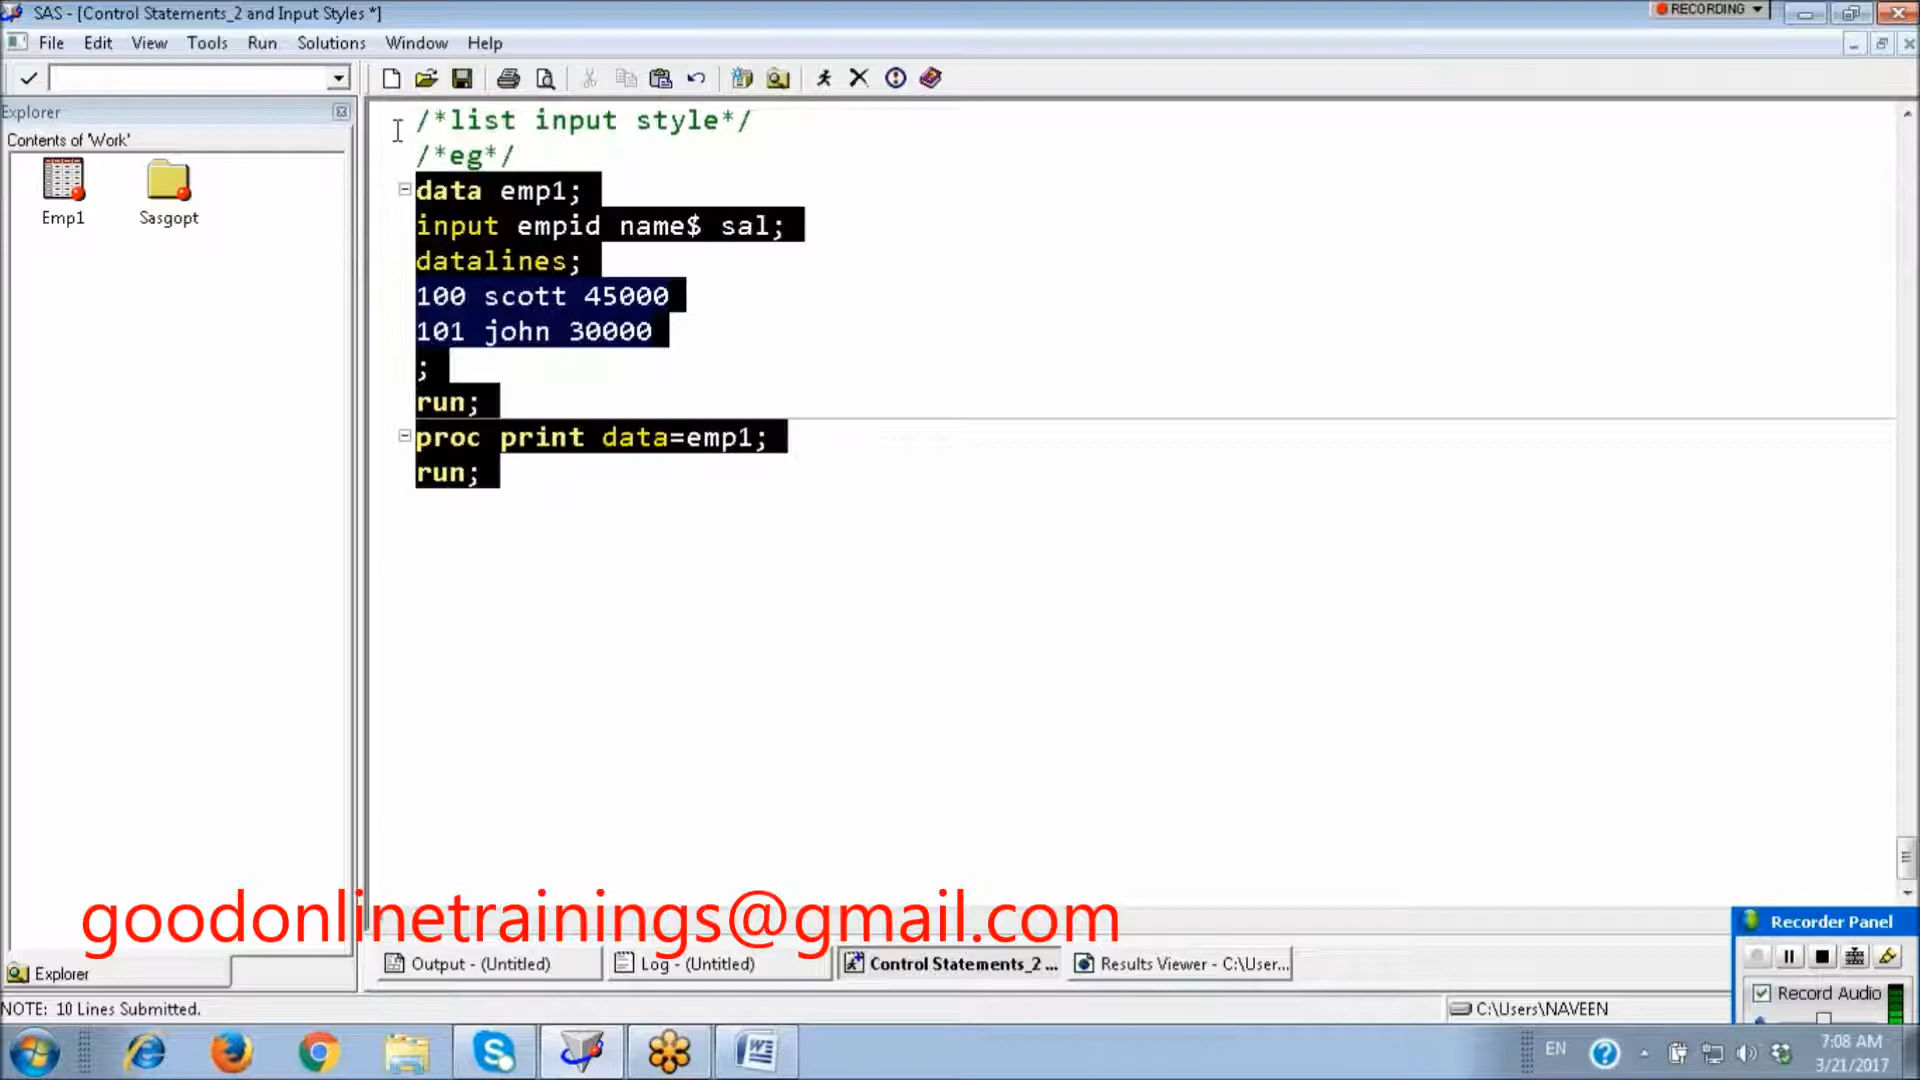 SAS - [Control Statements_2 and Input Styles *]
RECORDING
File Edit View Tools Run Solutions Window Help
Explorer
Contents of 'Work'
Emp1 Sasgopt
/*list input style*/
/*eg*/
data emp1;
input empid name$ sal;
datalines;
100 scott 45000
101 john 30000
;
run;
proc print data=emp1;
run;
goodonlinetrainings@gmail.com
Recorder Panel
Explorer
Output - (Untitled) Log - (Untitled) Control Statements_2 ... Results Viewer - C:\User...
Record Audio
NOTE: 10 Lines Submitted. C:\Users\NAVEEN
EN 7:08 AM
3/21/2017